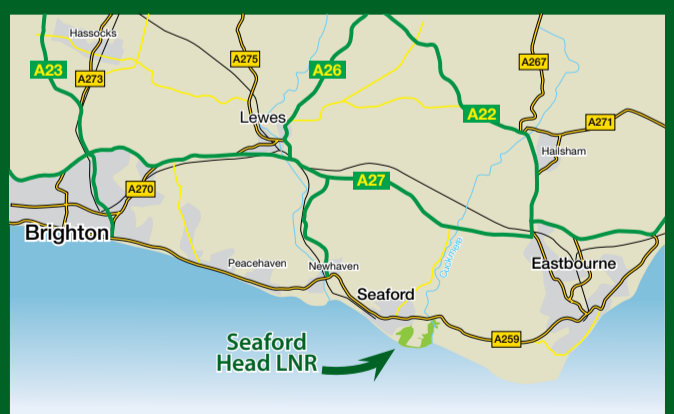 Hassocks
A23
A273
A275
A26
A267
A22
A271
Lewes
Hailsham
A27
A270
Brighton
Cuckmere
Peacehaven
Newhaven
Eastbourne
Seaford
A259
Seaford
Head LNR